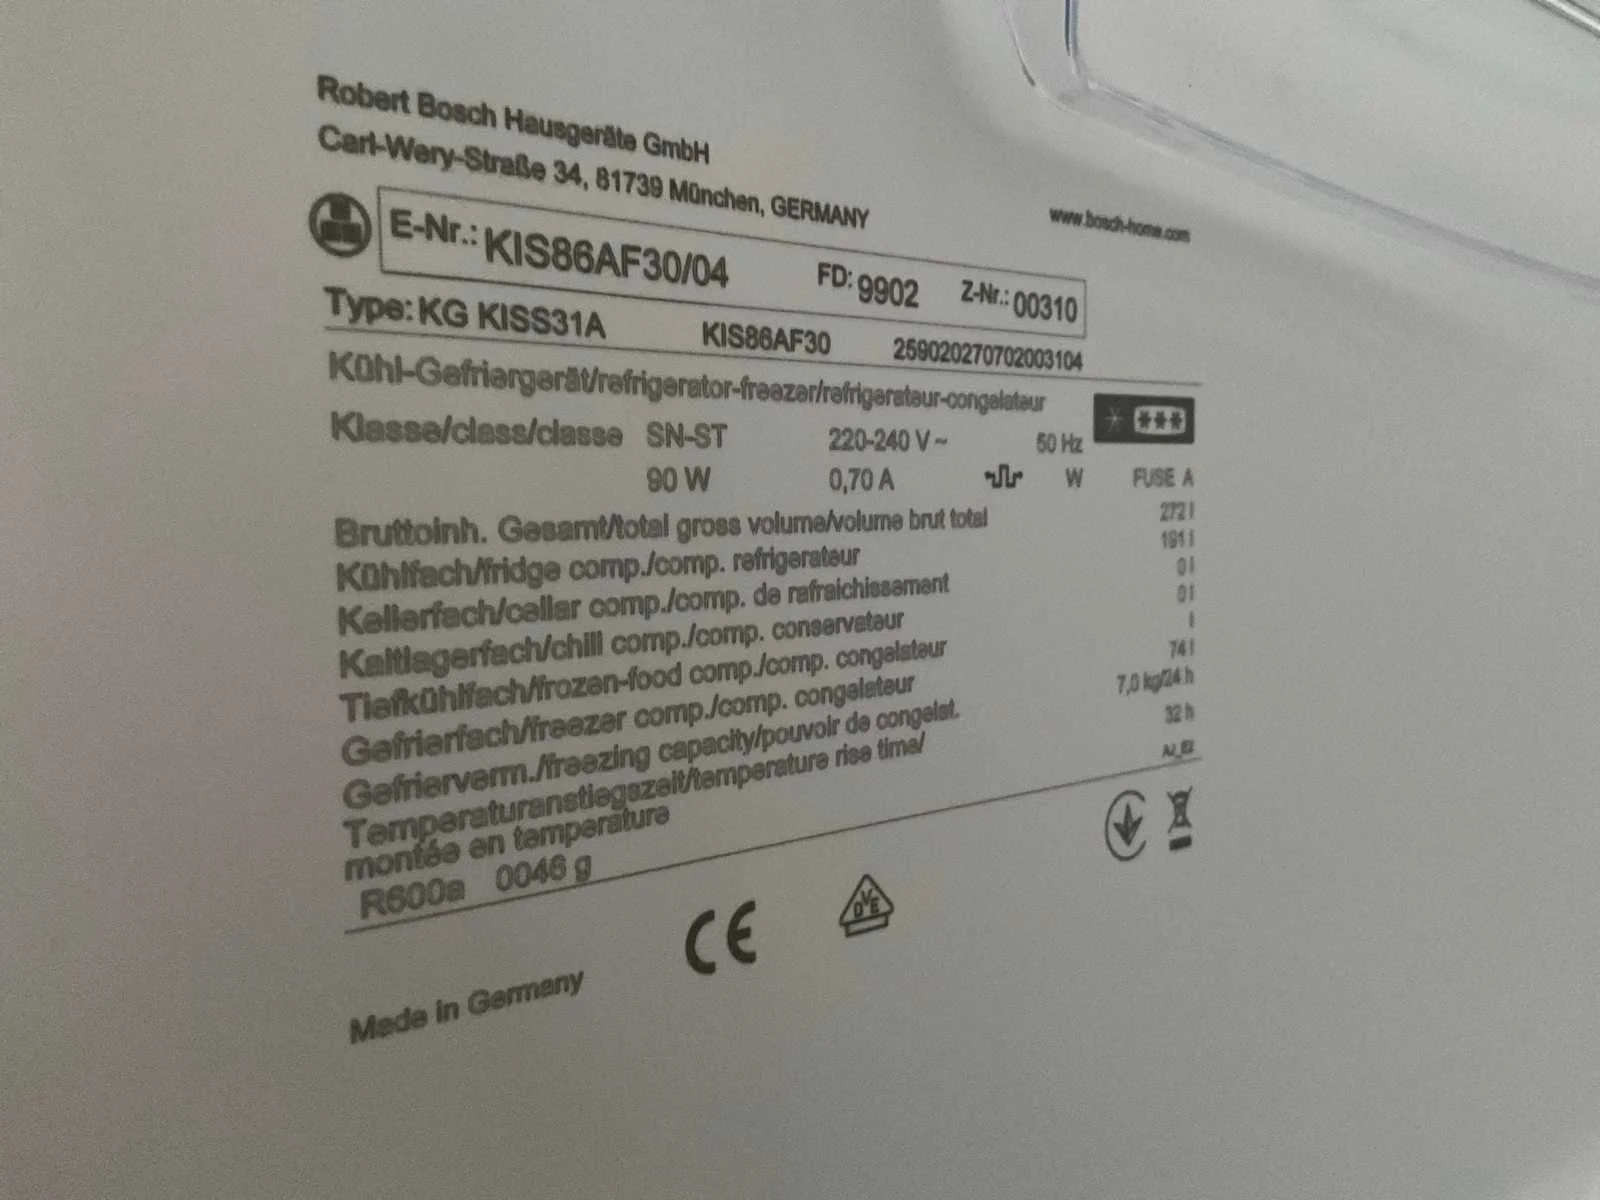 Robert Bosch Hausgeräte GmbH
Carl-Wery-Straße 34, 81739 München, GERMANY
www.bosch-home.com
E-Nr.: KIS86AF30/04 FD: 9902 Z-Nr.: 00310
Type: KG KISS31A KIS86AF30 259020270702003104
Kühl-Gefriergerät/refrigerator-freezer/refrigerateur-congelateur
***
Klasse/class/classe SN-ST 220-240 V ~ 50 Hz
90 W 0,70 A W FUSE A
Bruttoinh. Gesamt/total gross volume/volume brut total 272 l
Kühlfach/fridge comp./comp. refrigerateur 191 l
Kellerfach/cellar comp./comp. de rafraichissement 0 l
Kaltlagerfach/chill comp./comp. conservateur 0 l
Tiefkühlfach/frozen-food comp./comp. congelateur l
Gefrierfach/freezer comp./comp. congelateur 74 l
Gefrierverm./freezing capacity/pouvoir de congelat. 7,0 kg/24 h
Temperaturanstiegszeit/temperature rise time/ 32 h
montée en temperature
R600a 0046 g
CE
DVE
Made in Germany